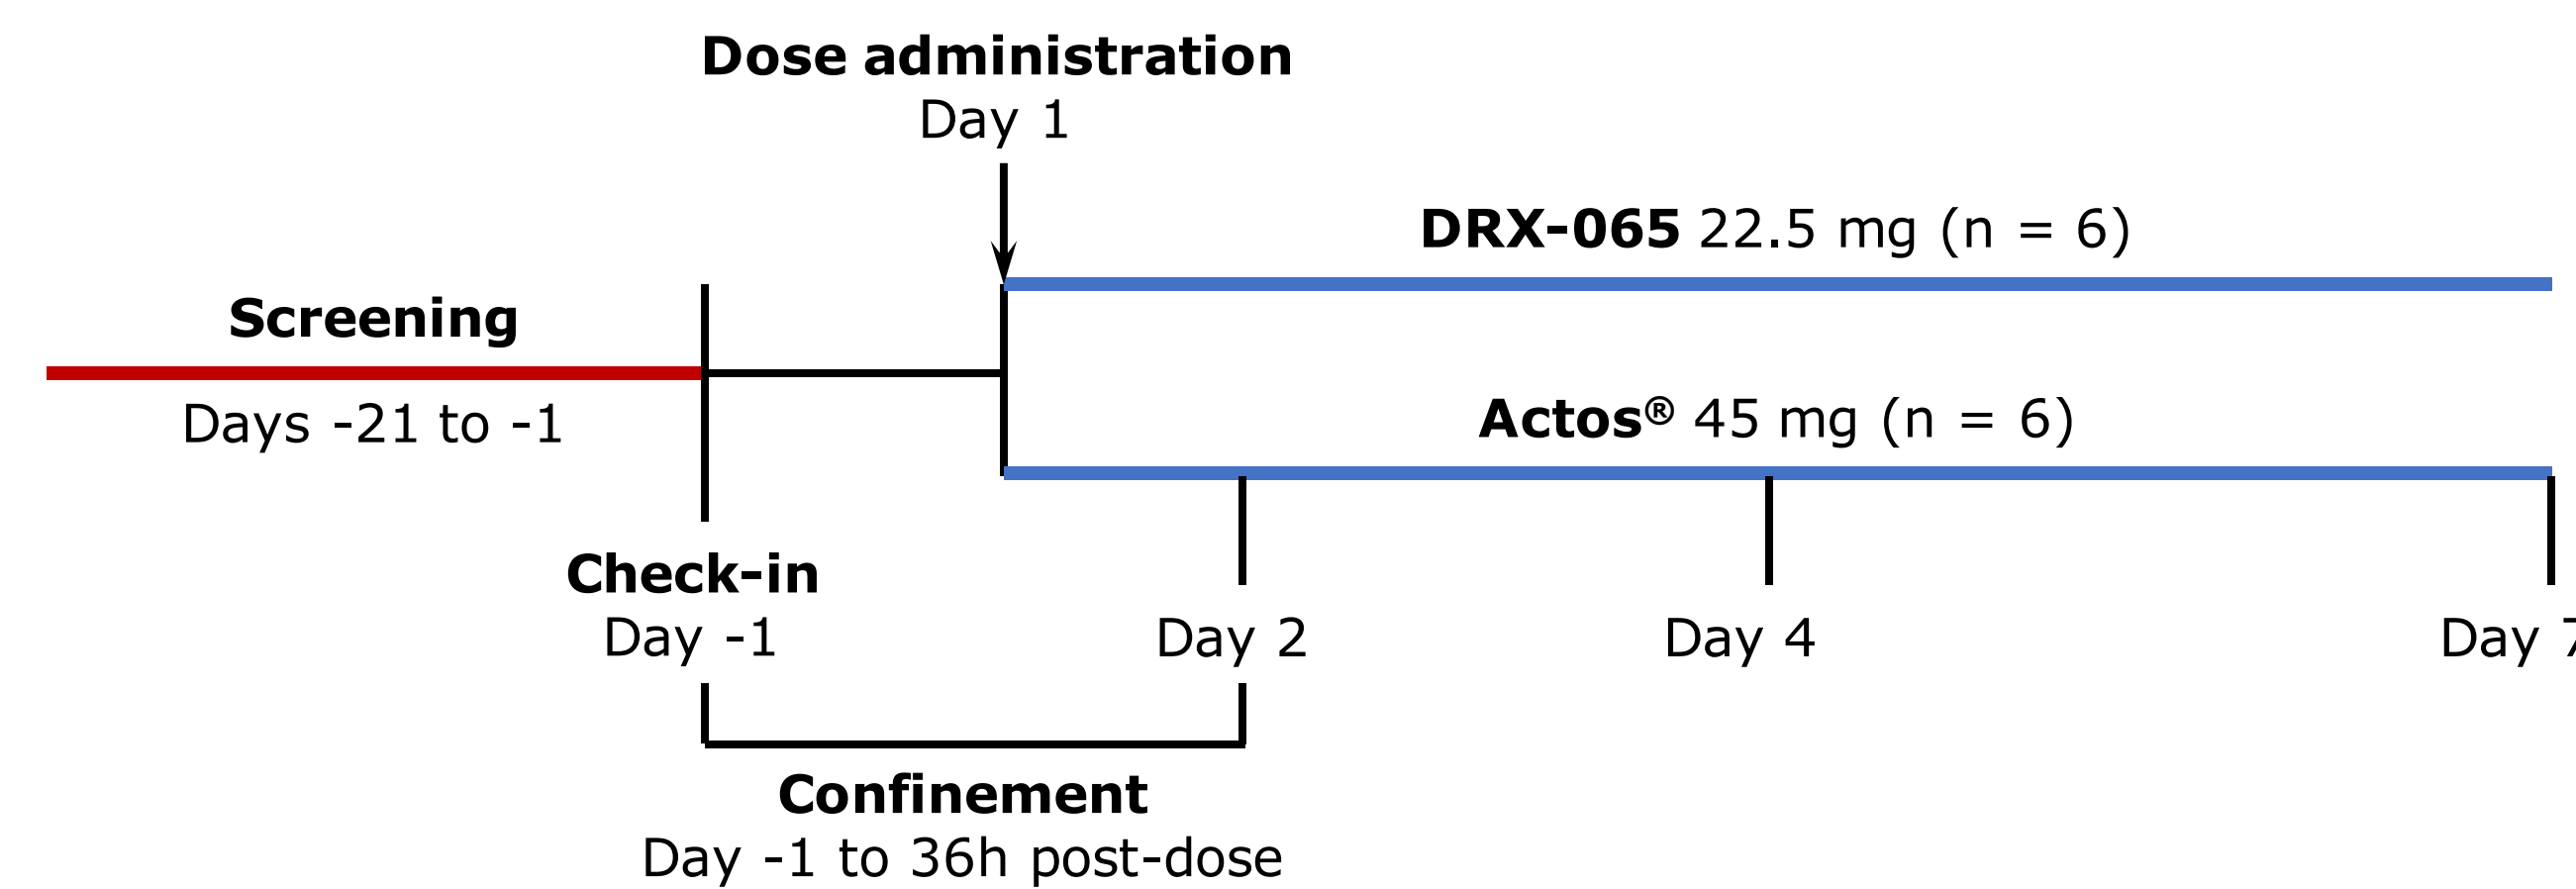 Dose administration
Day 1
DRX-065 22.5 mg (n = 6)
Screening
Days -21 to -1
Actos® 45 mg (n = 6)
Check-in
Day -1
Day 2
Day 4
Day 7
Confinement
Day -1 to 36h post-dose